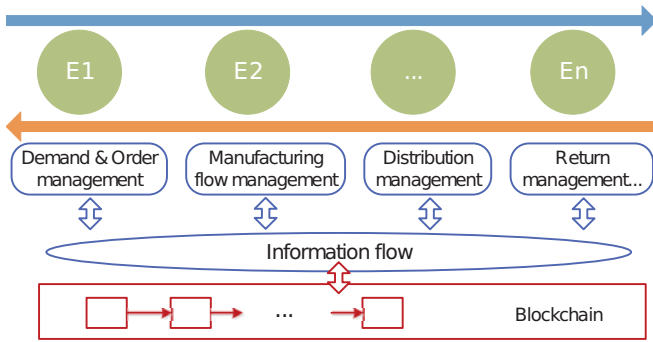 E1
E2
...
En
Demand & Order
management
Manufacturing
flow management
Distribution
management
Return
management...
Information flow
...
Blockchain